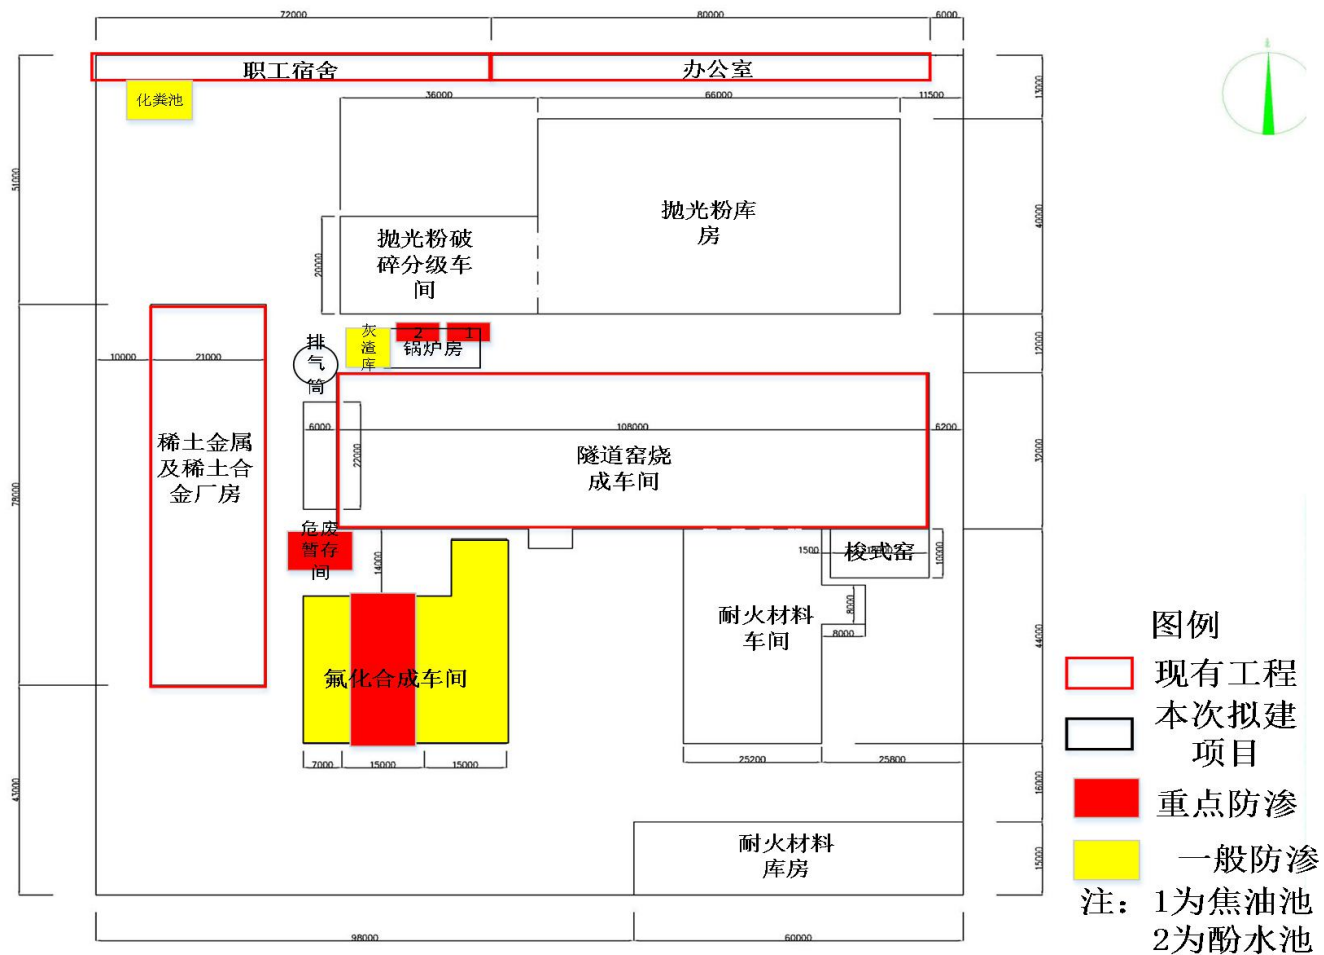 72000
80000
6000
职工宿舍
办公室
化粪池
36000
66000
11500
13000
51000
抛光粉库
房
40000
抛光粉破
碎分级车
间
20000
排
气
筒
灰
渣
库
2
1
锅炉房
12000
10000
21000
6000
108000
6200
22000
32000
稀土金属
及稀土合
金厂房
隧道窑烧
成车间
78000
危废
暂存
间
14000
1500
梭式窑
10000
耐火材料
车间
8000
8000
44000
氟化合成车间
7000
15000
15000
25200
25800
43000
16000
耐火材料
库房
15000
98000
60000
图例
现有工程
本次拟建
项目
重点防渗
一般防渗
注：1为焦油池
2为酚水池